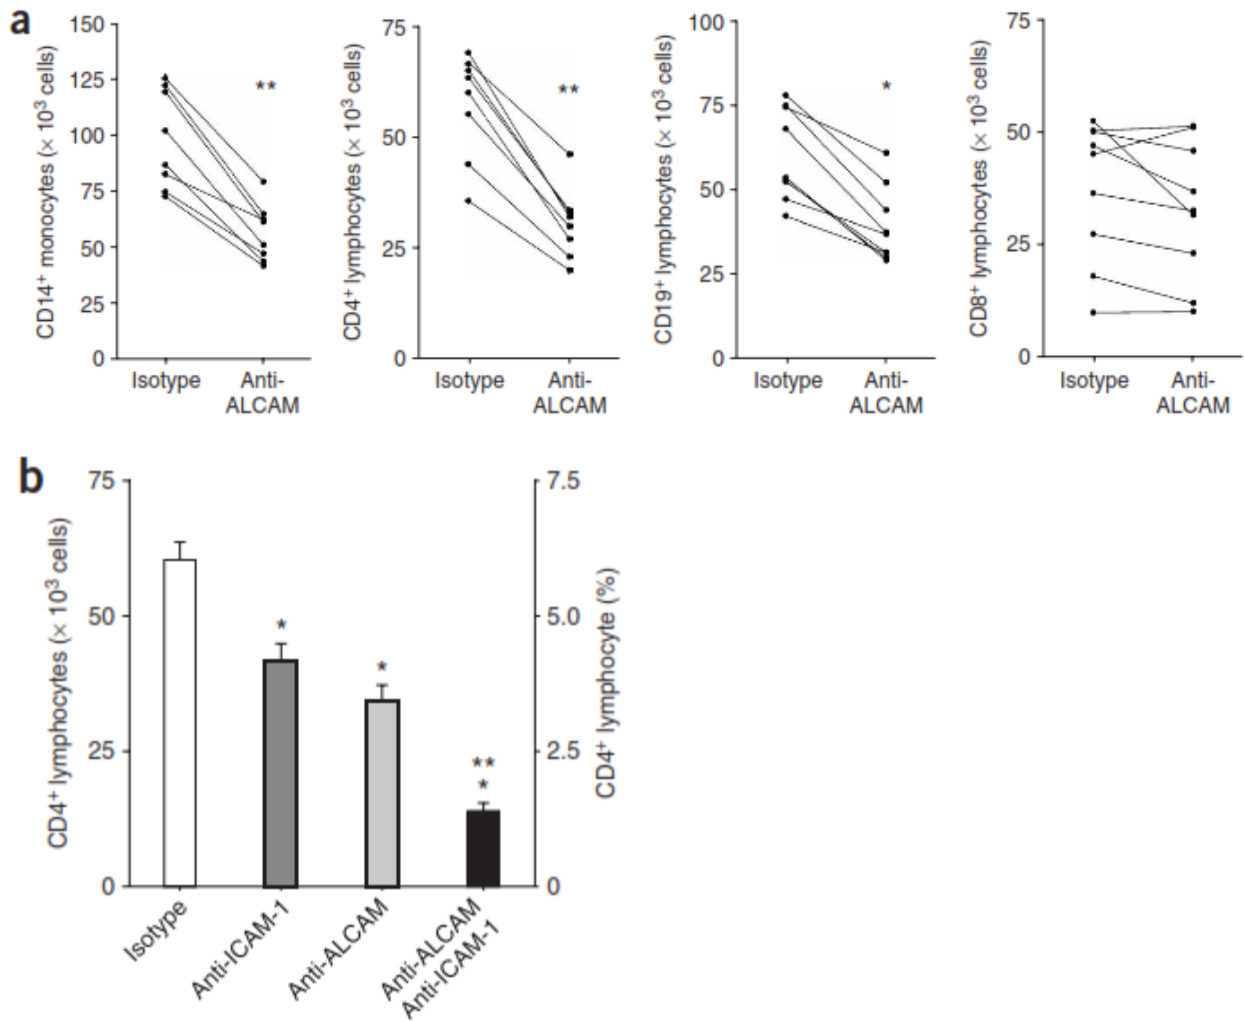 a
CD14⁺ monocytes (× 10³ cells)
150
125
100
75
50
25
0
**
Isotype
Anti-
ALCAM
CD4⁺ lymphocytes (× 10³ cells)
75
50
25
0
**
Isotype
Anti-
ALCAM
CD19⁺ lymphocytes (× 10³ cells)
100
75
50
25
0
*
Isotype
Anti-
ALCAM
CD8⁺ lymphocytes (× 10³ cells)
75
50
25
0
Isotype
Anti-
ALCAM
b
CD4⁺ lymphocytes (× 10³ cells)
75
50
25
0
*
*
**
*
7.5
5.0
2.5
0
CD4⁺ lymphocyte (%)
Isotype
Anti-ICAM-1
Anti-ALCAM
Anti-ALCAM
Anti-ICAM-1